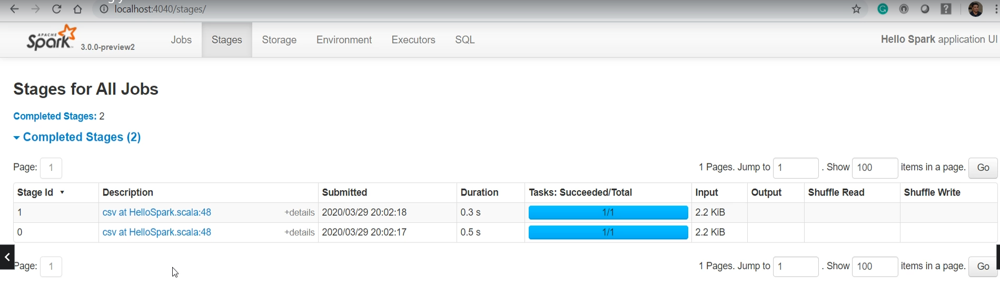 localhost:4040/stages/
APACHE Spark 3.0.0-preview2 Jobs Stages Storage Environment Executors SQL Hello Spark application UI
Stages for All Jobs
Completed Stages: 2
Completed Stages (2)
Page: 1 1 Pages. Jump to 1 . Show 100 items in a page. Go
Stage Id Description Submitted Duration Tasks: Succeeded/Total Input Output Shuffle Read Shuffle Write
1 csv at HelloSpark.scala:48 +details 2020/03/29 20:02:18 0.3 s 1/1 2.2 KiB
0 csv at HelloSpark.scala:48 +details 2020/03/29 20:02:17 0.5 s 1/1 2.2 KiB
Page: 1 1 Pages. Jump to 1 . Show 100 items in a page. Go